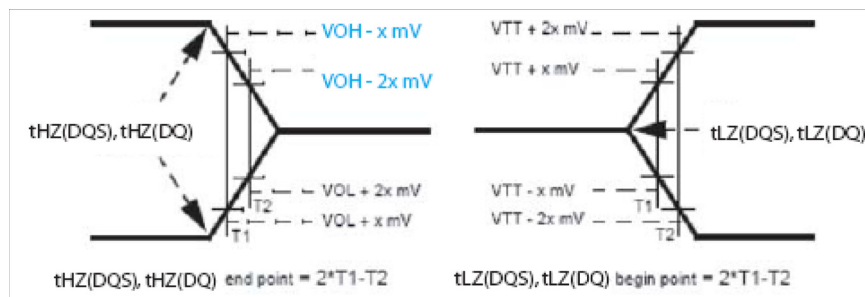 VOH - x mV
VTT + 2x mV
VOH - 2x mV
VTT + x mV
tHZ(DQS), tHZ(DQ)
tLZ(DQS), tLZ(DQ)
VOL + 2x mV
VTT - x mV
T2
T1
VOL + x mV
VTT - 2x mV
T1
T2
tHZ(DQS), tHZ(DQ) end point = 2*T1-T2
tLZ(DQS), tLZ(DQ) begin point = 2*T1-T2